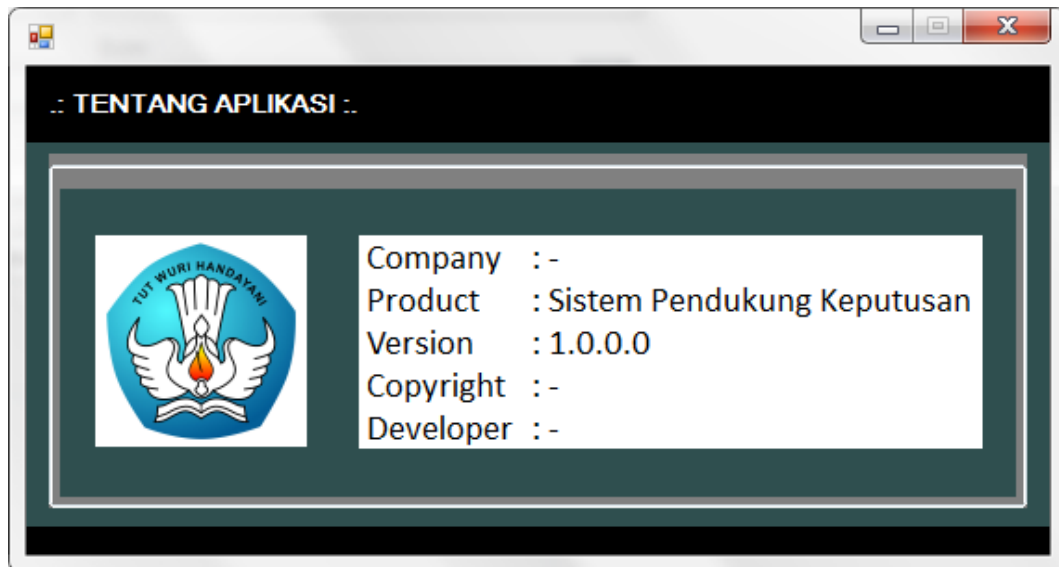 .: TENTANG APLIKASI :.
TUT WURI HANDAYANI
Company : -
Product : Sistem Pendukung Keputusan
Version : 1.0.0.0
Copyright : -
Developer : -